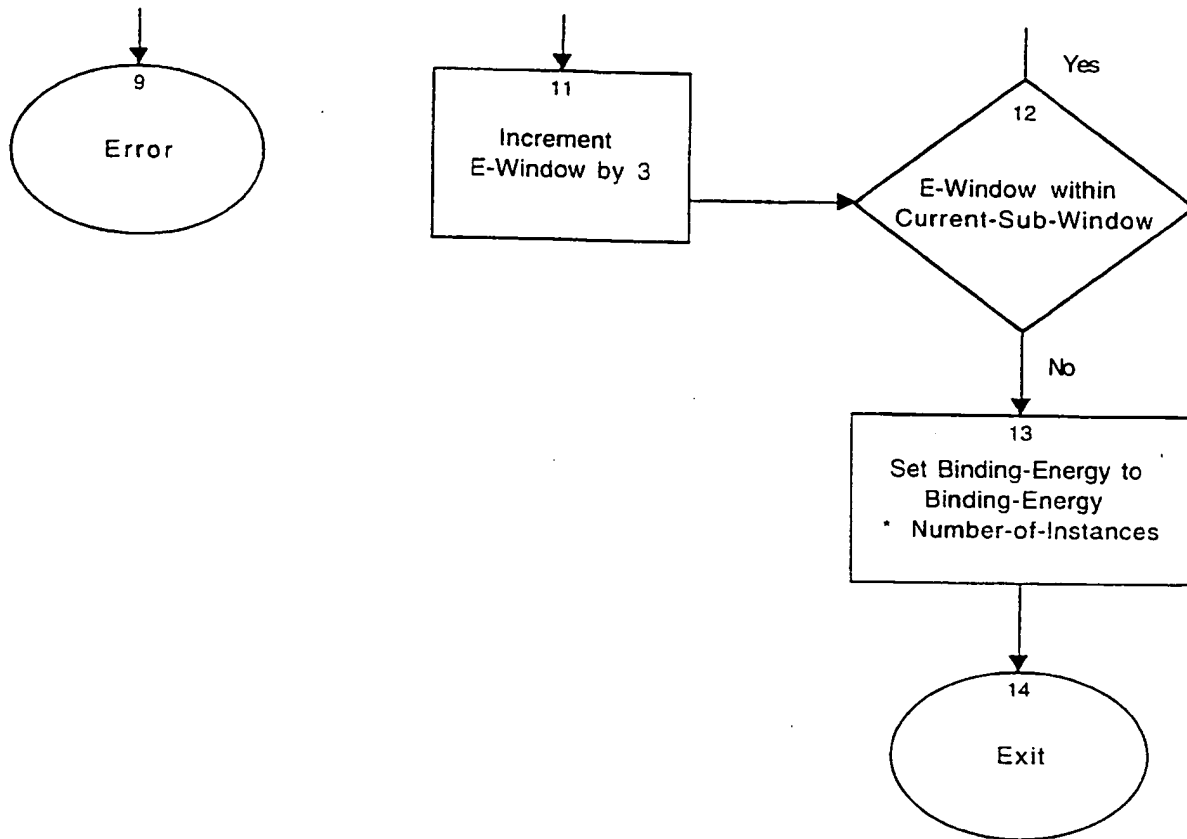 9
Error
11
Increment
E-Window by 3
Yes
12
E-Window within
Current-Sub-Window
No
13
Set Binding-Energy to
Binding-Energy
* Number-of-Instances
14
Exit